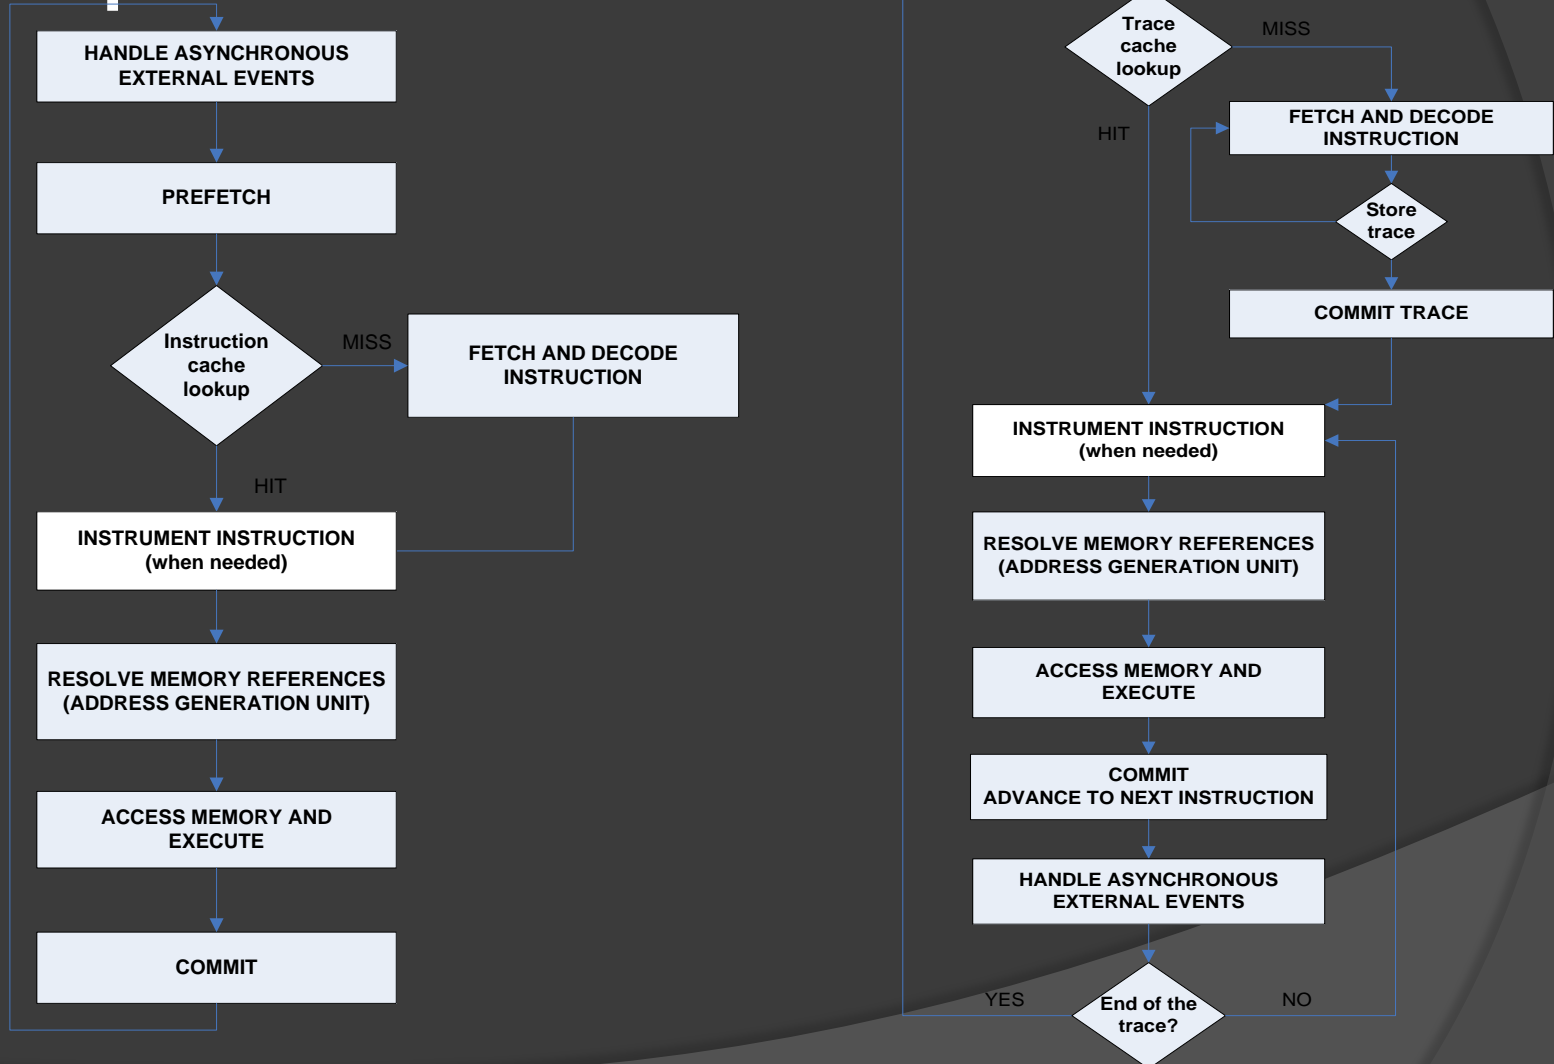 HANDLE ASYNCHRONOUS
EXTERNAL EVENTS
PREFETCH
Instruction
cache
lookup
MISS
FETCH AND DECODE
INSTRUCTION
HIT
INSTRUMENT INSTRUCTION
(when needed)
RESOLVE MEMORY REFERENCES
(ADDRESS GENERATION UNIT)
ACCESS MEMORY AND
EXECUTE
COMMIT
Trace
cache
lookup
MISS
FETCH AND DECODE
INSTRUCTION
HIT
Store
trace
COMMIT TRACE
INSTRUMENT INSTRUCTION
(when needed)
RESOLVE MEMORY REFERENCES
(ADDRESS GENERATION UNIT)
ACCESS MEMORY AND
EXECUTE
COMMIT
ADVANCE TO NEXT INSTRUCTION
HANDLE ASYNCHRONOUS
EXTERNAL EVENTS
YES
End of the
trace?
NO